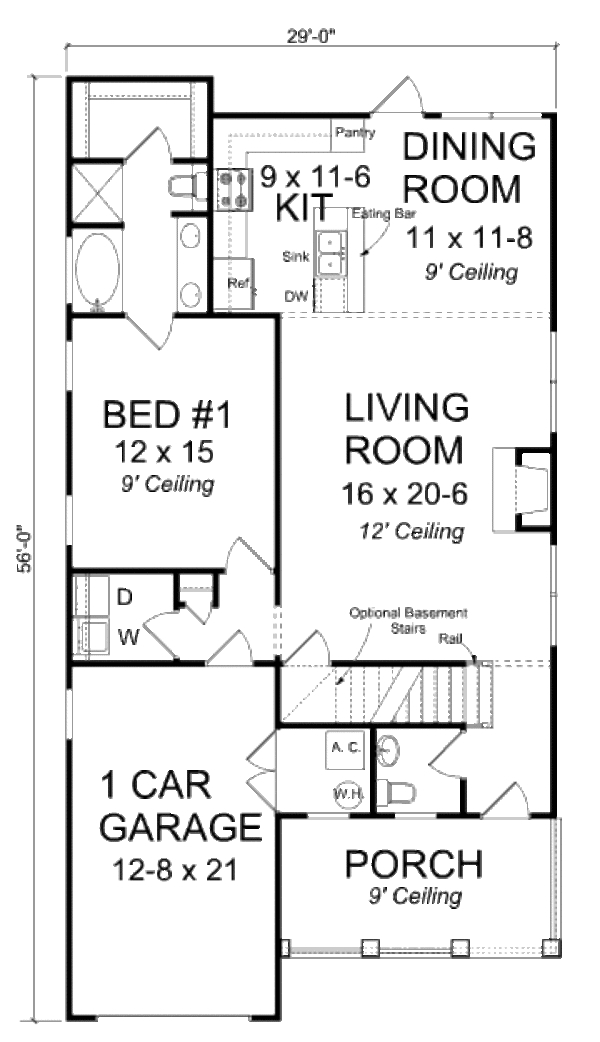 29'-0"
Pantry
DINING
ROOM
11 x 11-8
9' Ceiling
9 x 11-6
KIT
Eating Bar
Sink
Ref.
DW
BED #1
12 x 15
9' Ceiling
LIVING
ROOM
16 x 20-6
12' Ceiling
56'-0"
D
W
Optional Basement
Stairs
Rail
A. C.
W.H.
1 CAR
GARAGE
12-8 x 21
PORCH
9' Ceiling